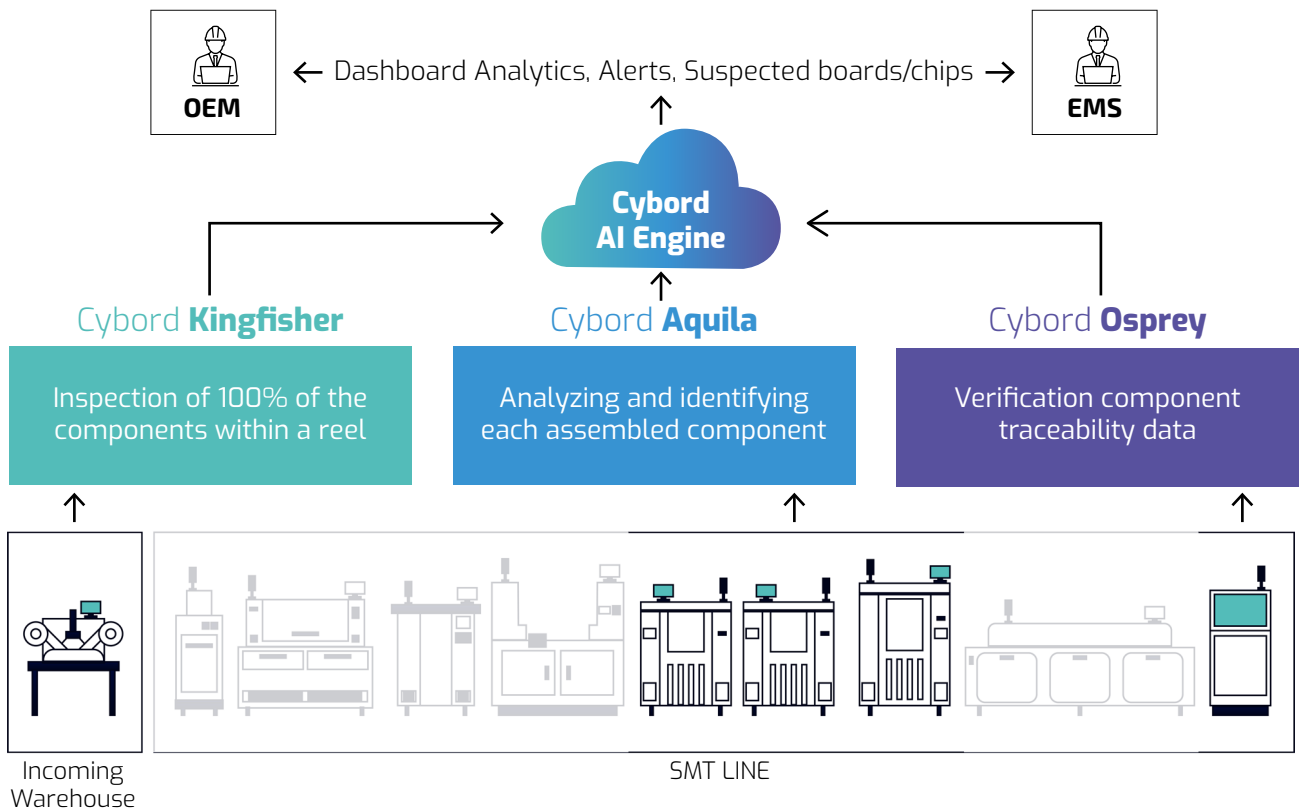 OEM
Dashboard Analytics, Alerts, Suspected boards/chips
EMS
Cybord
AI Engine
Cybord Kingfisher
Inspection of 100% of the
components within a reel
Cybord Aquila
Analyzing and identifying
each assembled component
Cybord Osprey
Verification component
traceability data
Incoming
Warehouse
SMT LINE